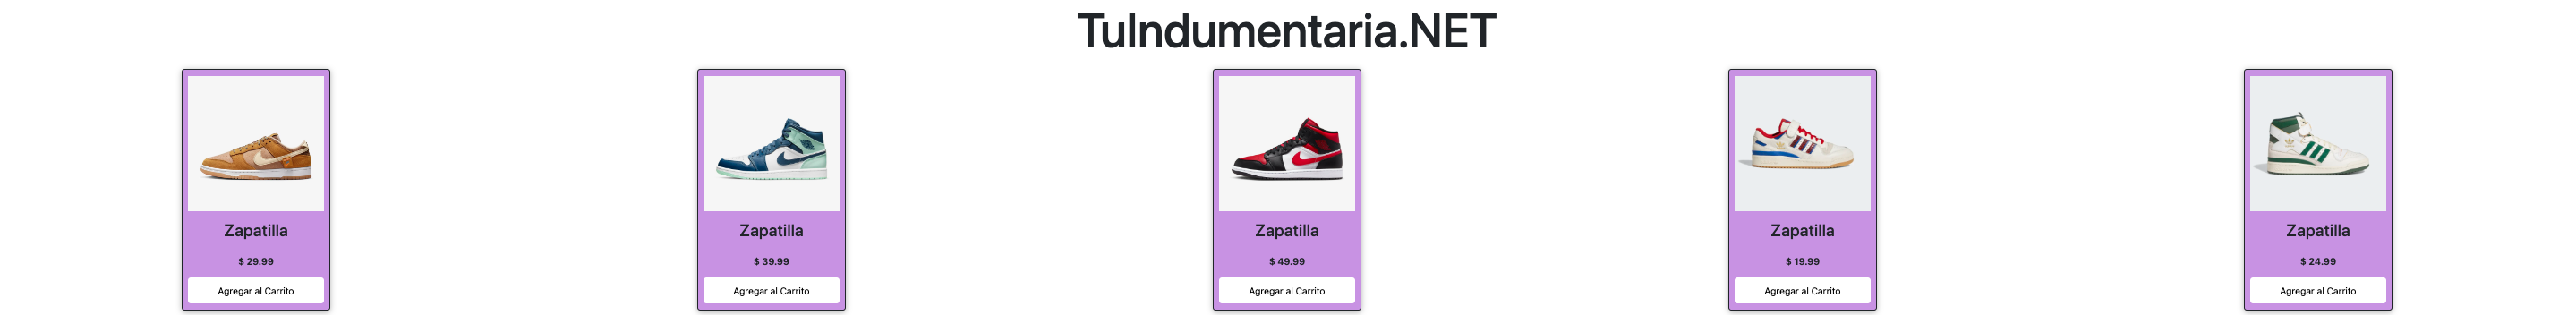 TuIndumentaria.NET
Zapatilla
$ 29.99
Agregar al Carrito
Zapatilla
$ 39.99
Agregar al Carrito
Zapatilla
$ 49.99
Agregar al Carrito
Zapatilla
$ 19.99
Agregar al Carrito
Zapatilla
$ 24.99
Agregar al Carrito